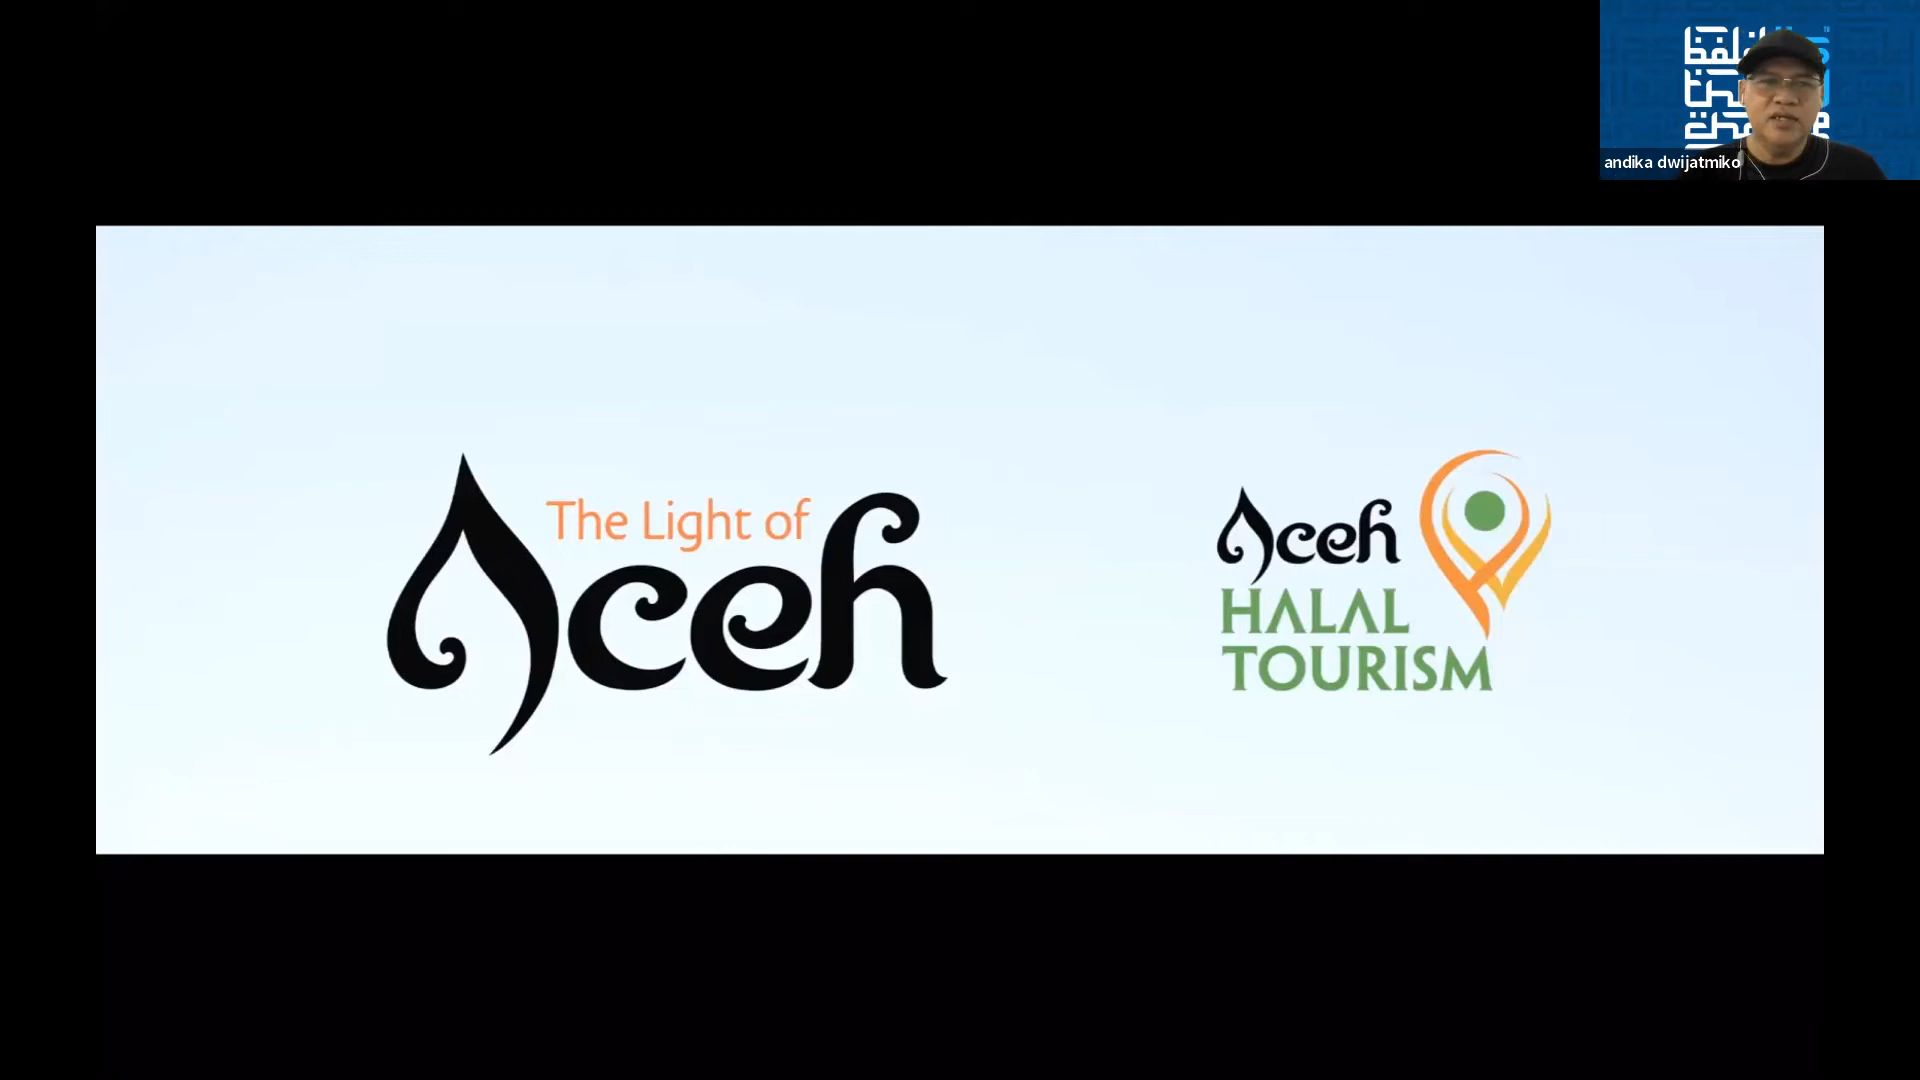 andika dwijatmiko
The Light of
Aceh
Aceh
HALAL
TOURISM